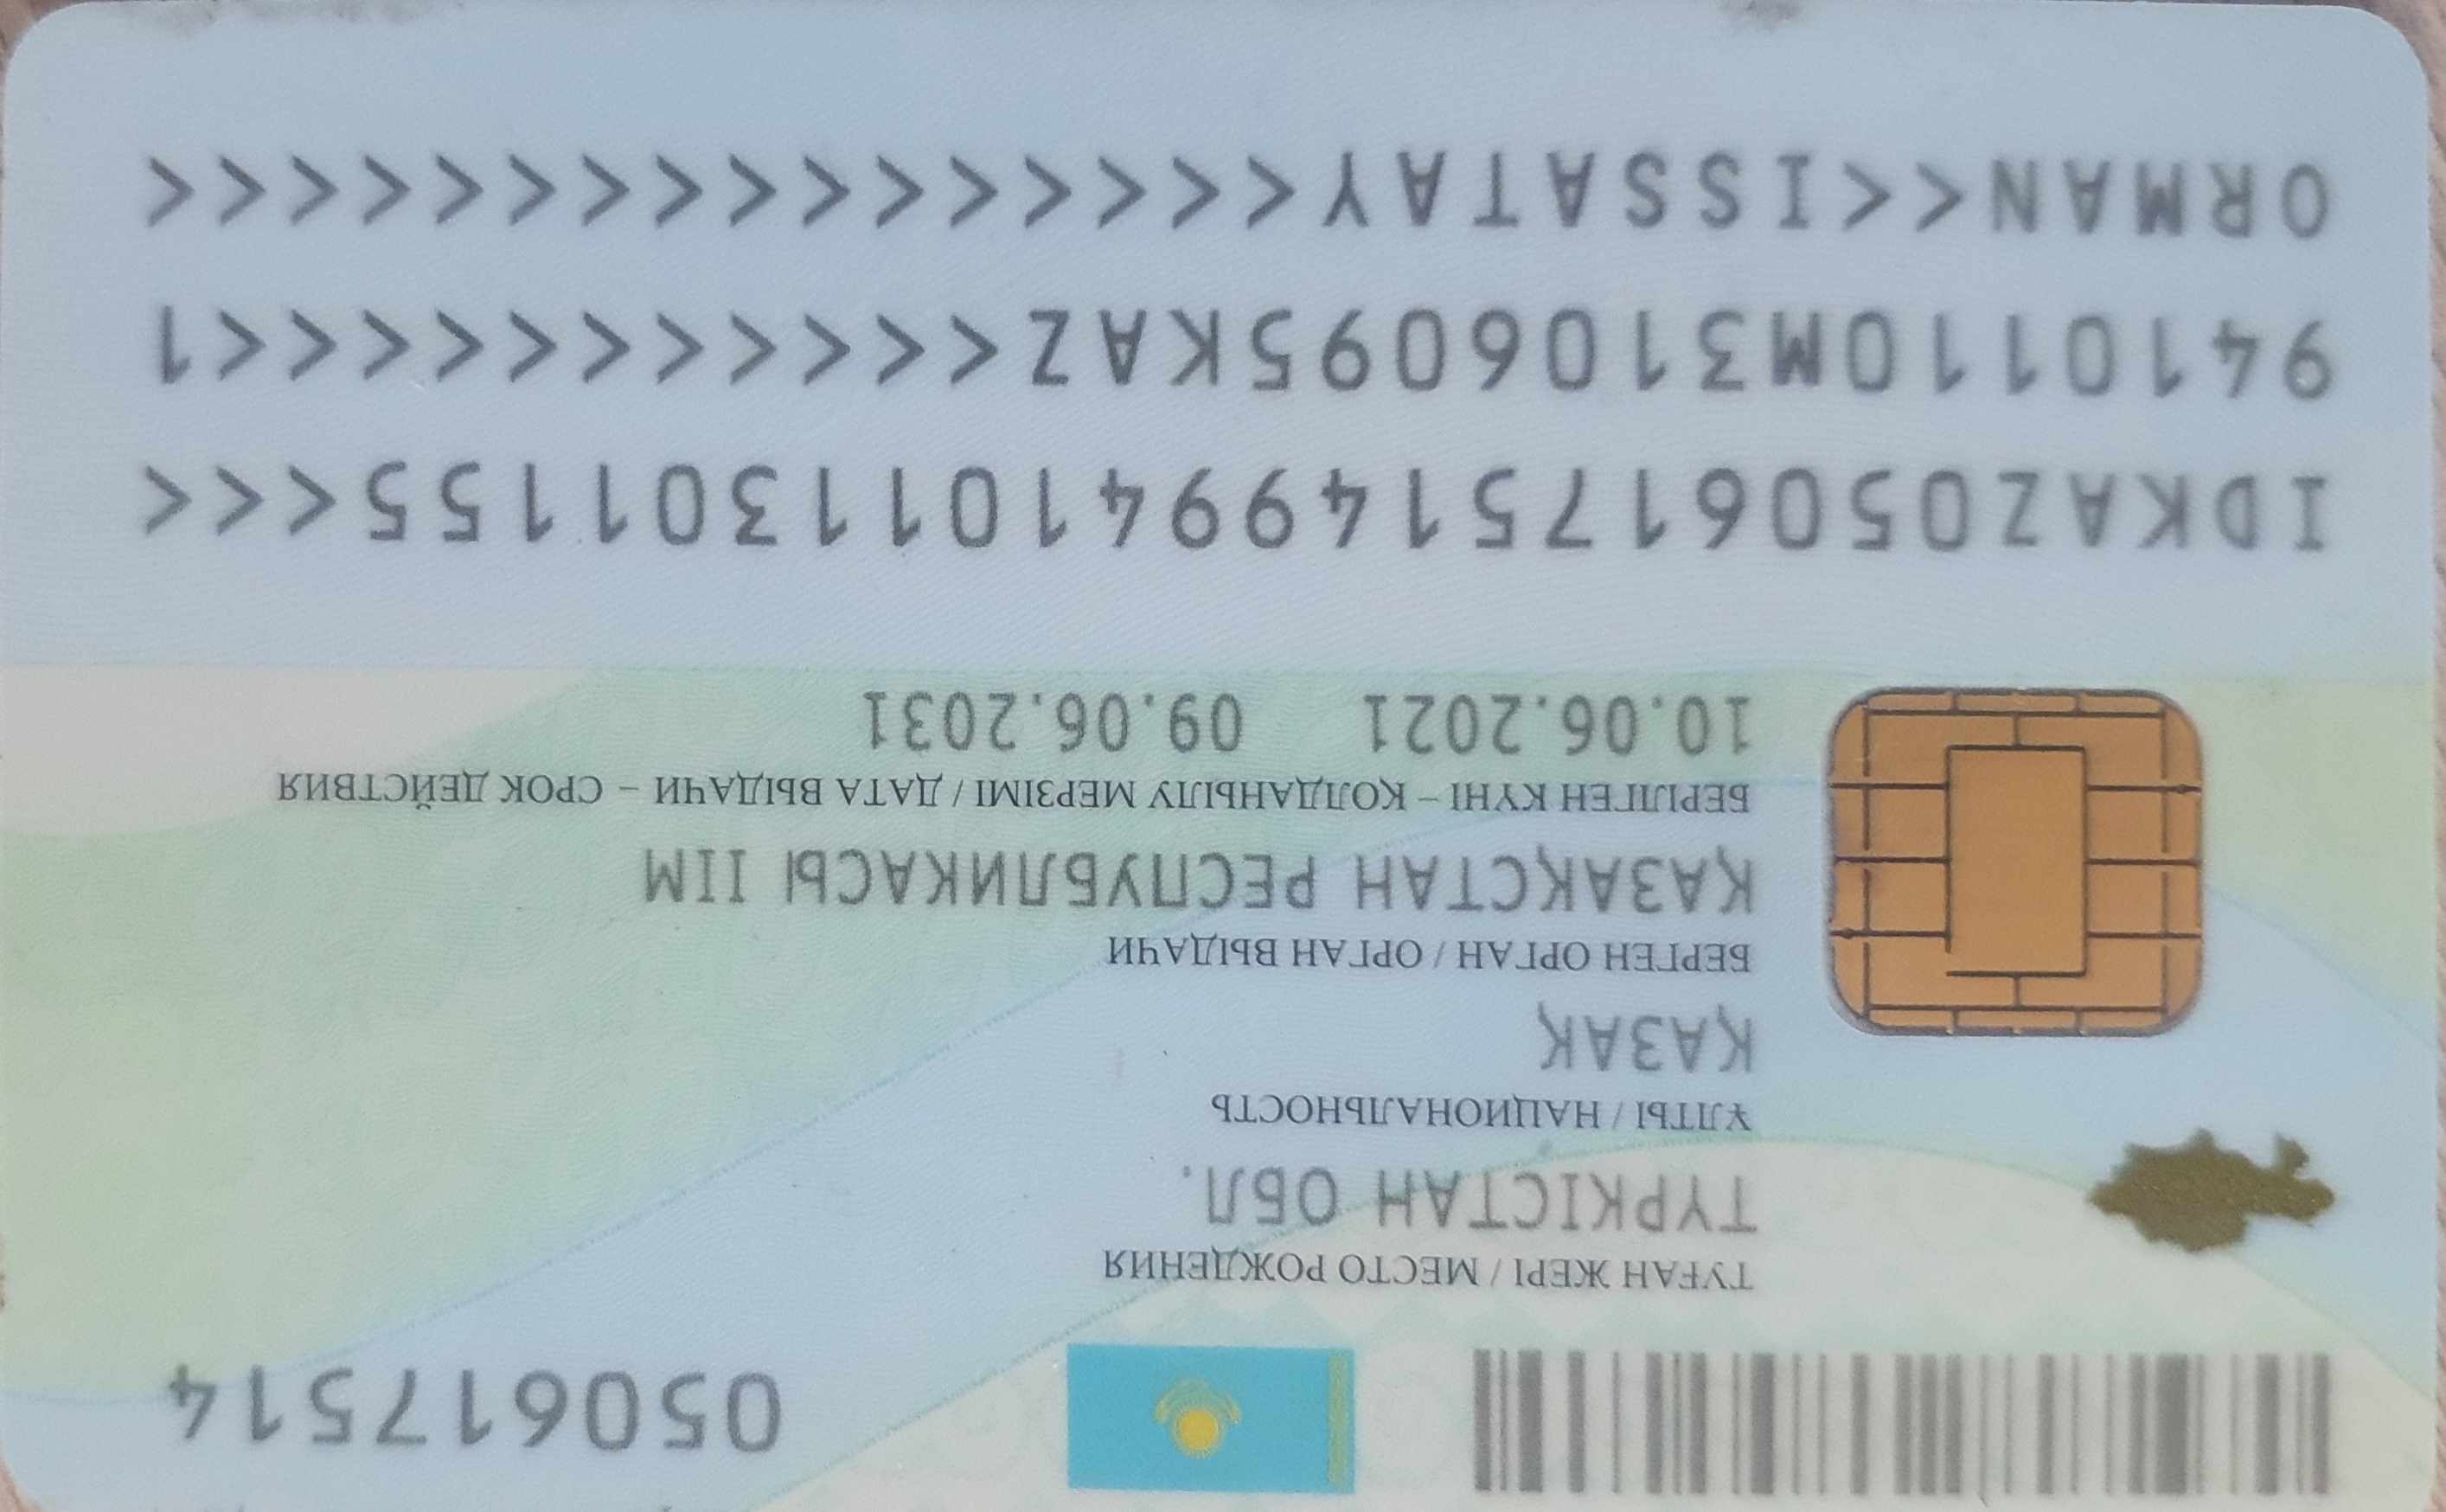 050617514
ТУҒАН ЖЕРІ / МЕСТО РОЖДЕНИЯ
ТҮРКІСТАН ОБЛ.
ҰЛТЫ / НАЦИОНАЛЬНОСТЬ
ҚАЗАҚ
БЕРГЕН ОРГАН / ОРГАН ВЫДАЧИ
ҚАЗАҚСТАН РЕСПУБЛИКАСЫ ІІМ
БЕРІЛГЕН КҮНІ – ҚОЛДАНЫЛУ МЕРЗІМІ / ДАТА ВЫДАЧИ – СРОК ДЕЙСТВИЯ
10.06.2021 09.06.2031
IDKAZ0506175149941011301155<<<
9410110M3106095KAZ<<<<<<<<<<<1
ORMAN<<ISSATAY<<<<<<<<<<<<<<<<